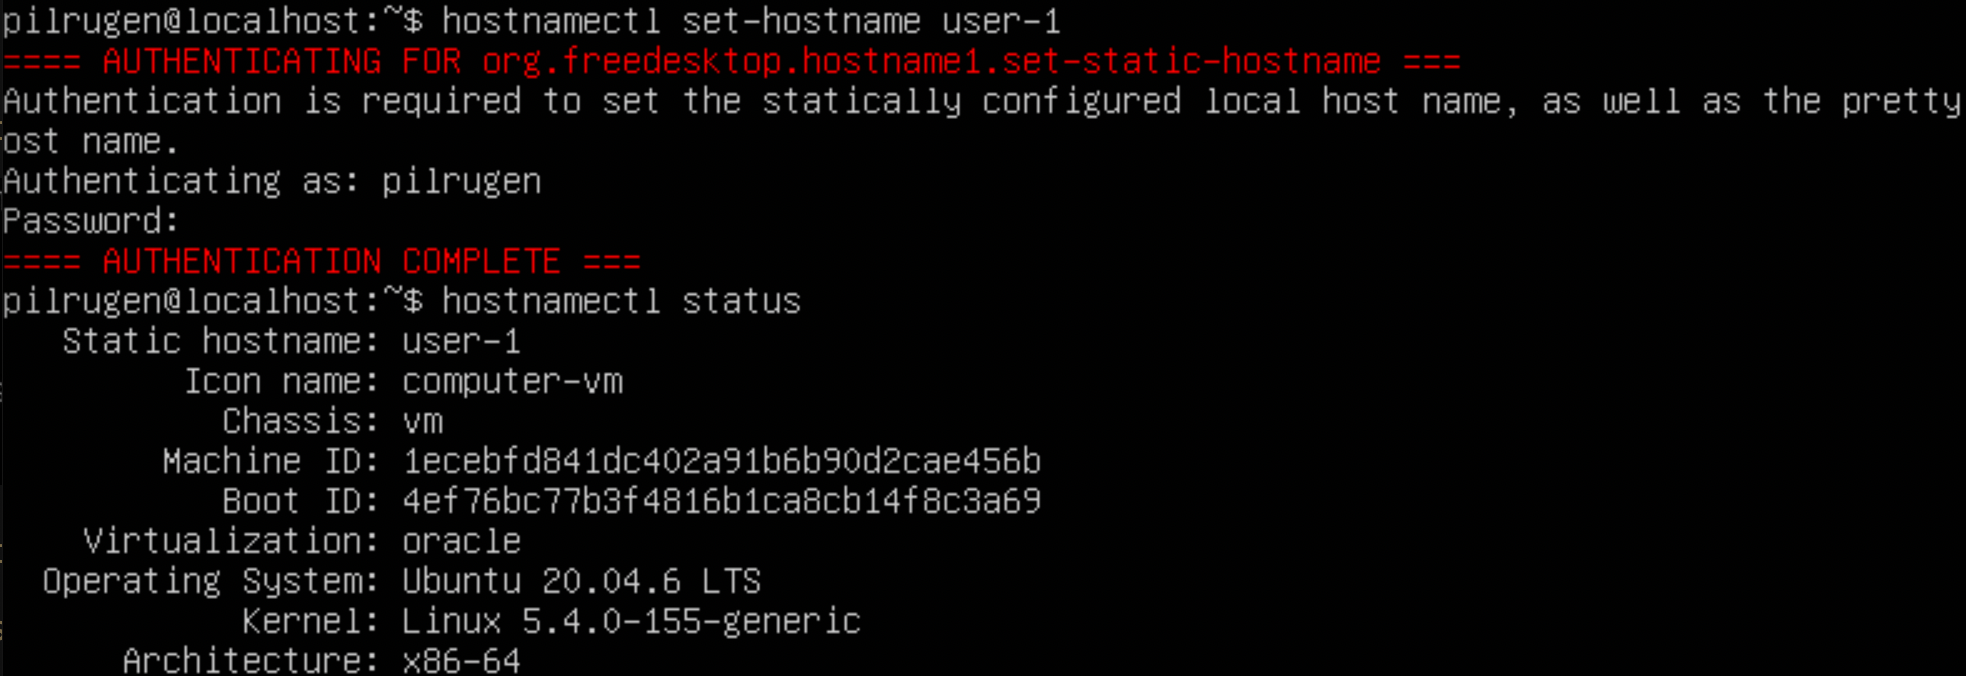 pilrugen@localhost:~$ hostnamectl set-hostname user-1
==== AUTHENTICATING FOR org.freedesktop.hostname1.set-static-hostname ===
Authentication is required to set the statically configured local host name, as well as the pretty
ost name.
Authenticating as: pilrugen
Password:
==== AUTHENTICATION COMPLETE ===
pilrugen@localhost:~$ hostnamectl status
Static hostname: user-1
Icon name: computer-vm
Chassis: vm
Machine ID: 1ecebfd841dc402a91b6b90d2cae456b
Boot ID: 4ef76bc77b3f4816b1ca8cb14f8c3a69
Virtualization: oracle
Operating System: Ubuntu 20.04.6 LTS
Kernel: Linux 5.4.0-155-generic
Architecture: x86-64